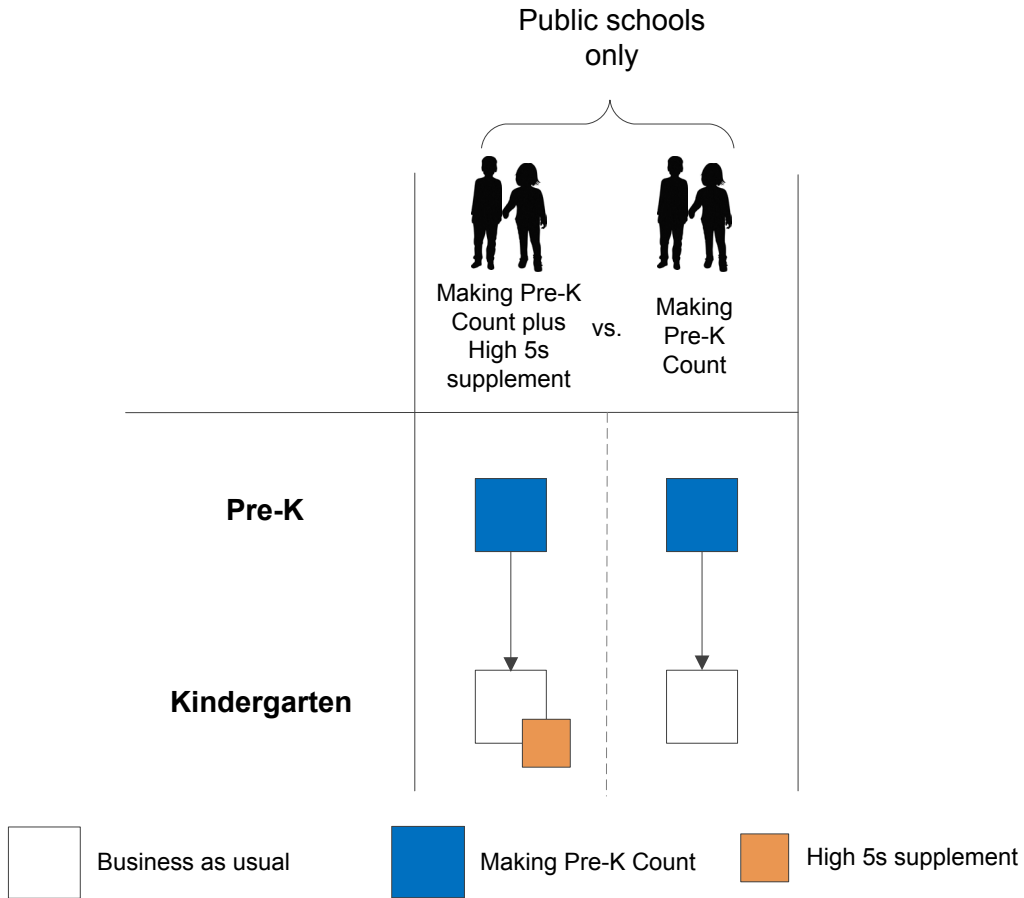 Public schools
only
Making Pre-K
Count plus
High 5s
supplement
vs.
Making
Pre-K
Count
Pre-K
Kindergarten
Business as usual
Making Pre-K Count
High 5s supplement